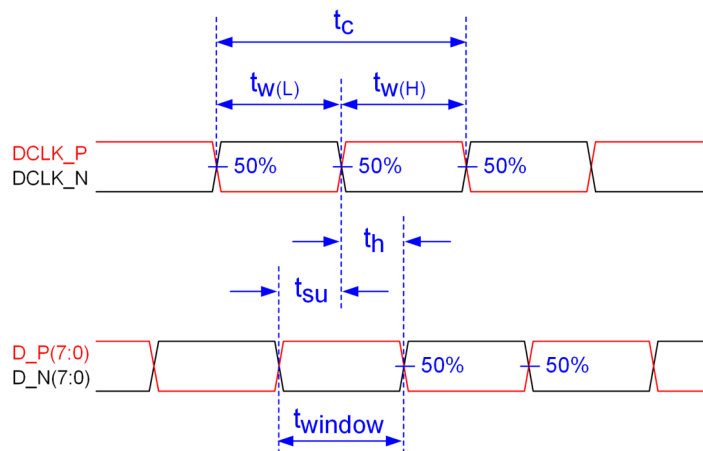 tc
tw(L) tw(H)
DCLK_P
DCLK_N
50% 50% 50%
th
tsu
D_P(7:0)
D_N(7:0)
50% 50%
twindow